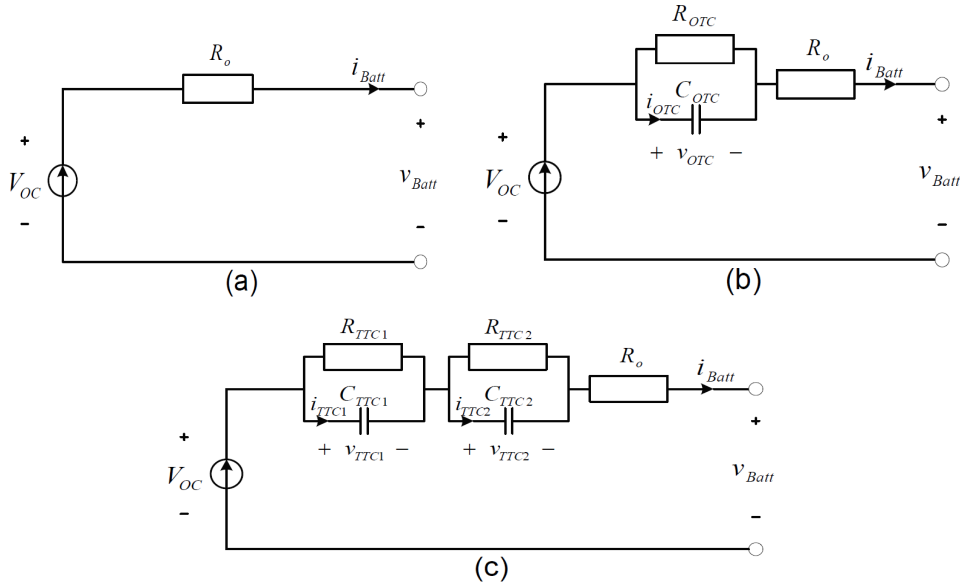 R_o
i_Batt
+
+
V_OC
v_Batt
−
−
(a)
R_OTC
R_o
i_Batt
C_OTC
i_OTC
+ v_OTC −
+
+
V_OC
v_Batt
−
−
(b)
R_TTC1
R_TTC2
R_o
i_Batt
C_TTC1
C_TTC2
i_TTC1
i_TTC2
+ v_TTC1 −
+ v_TTC2 −
+
+
V_OC
v_Batt
−
−
(c)